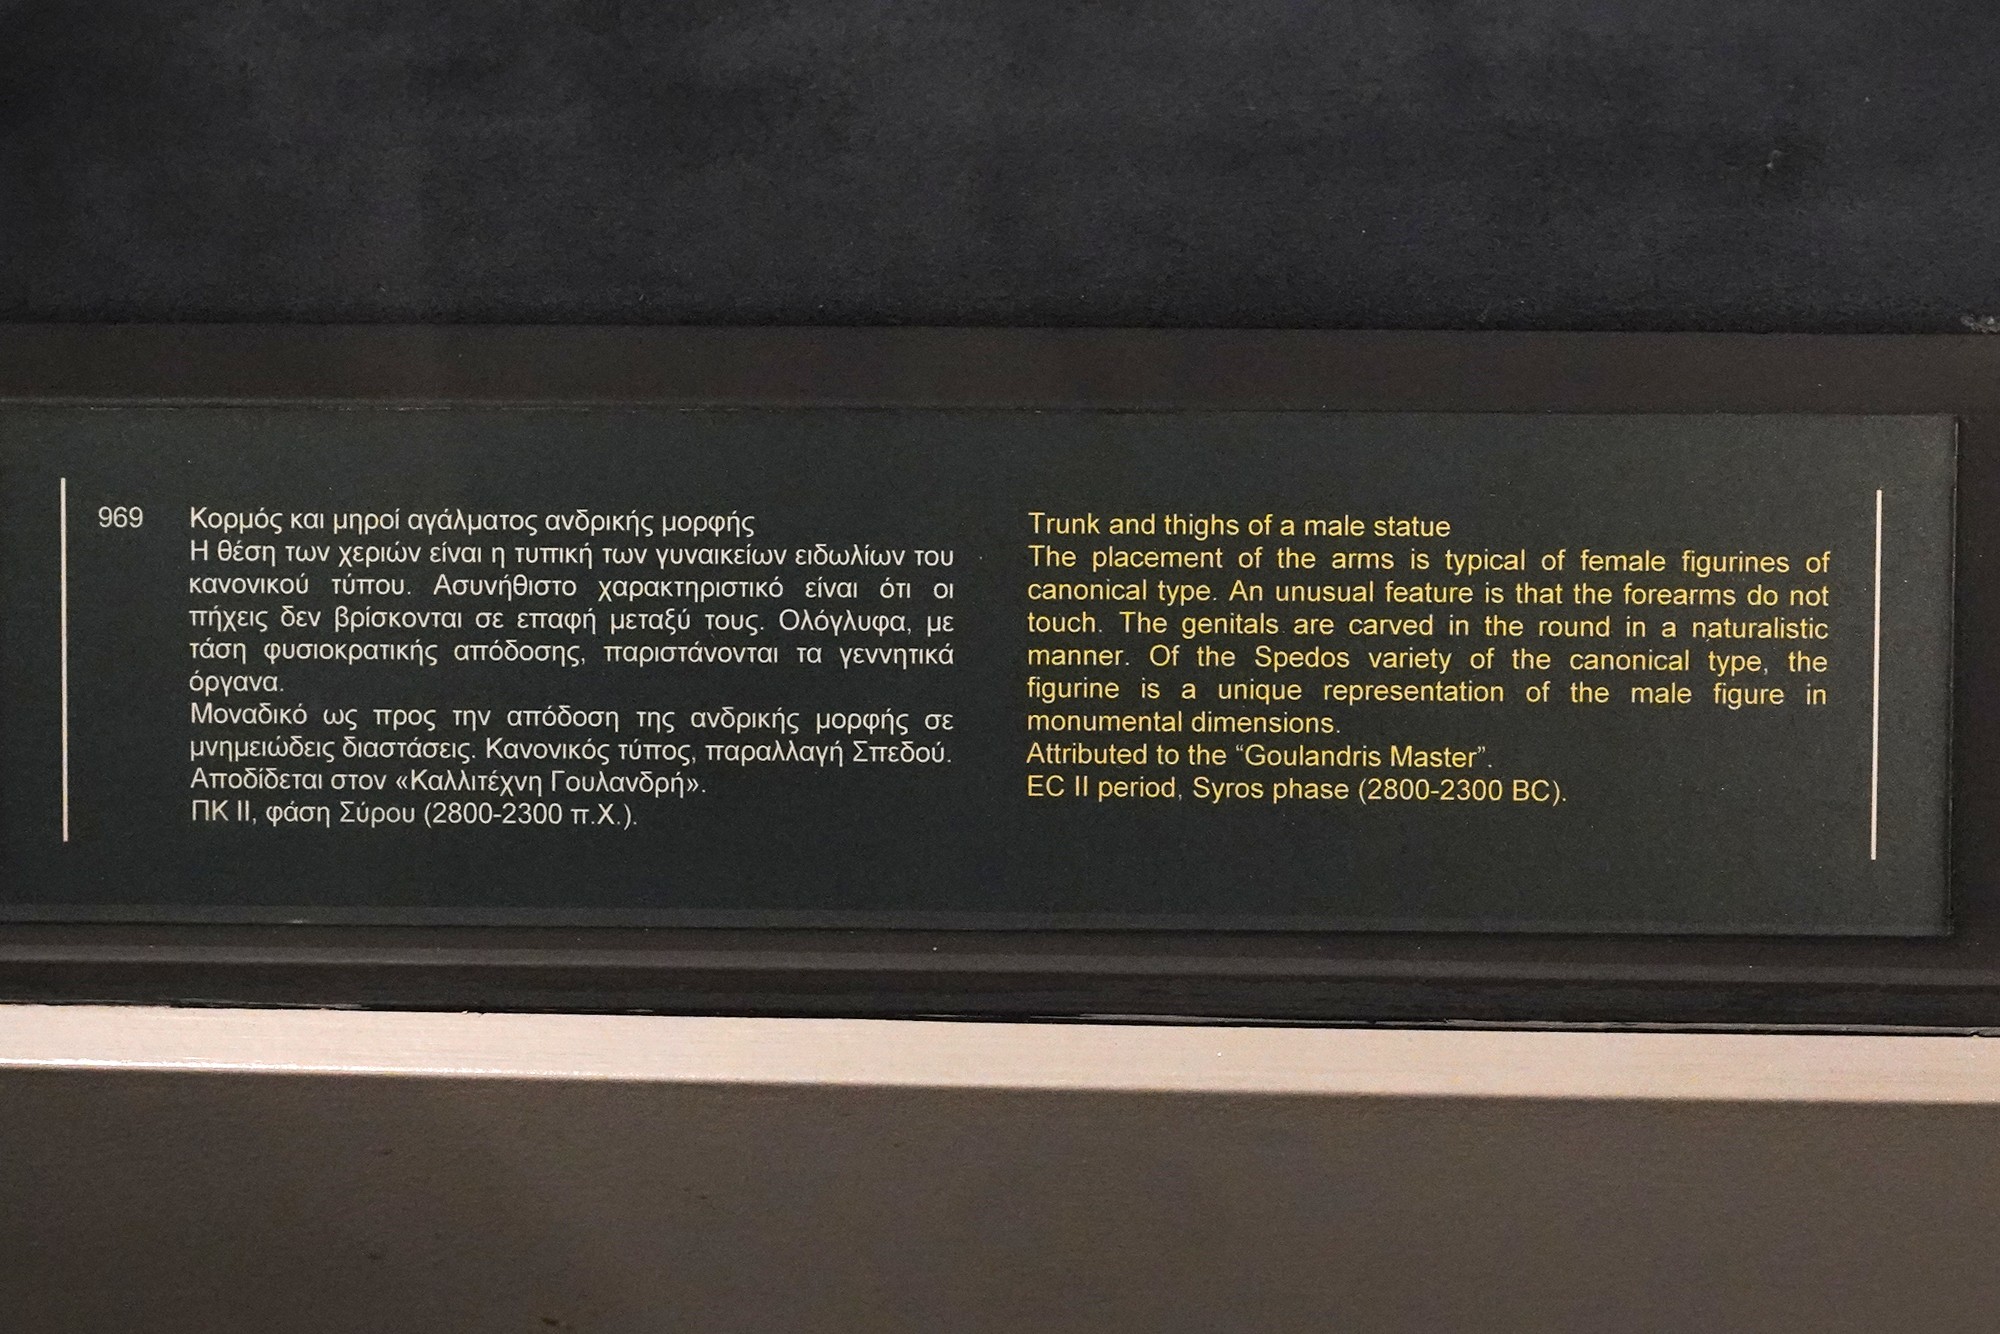 969
Κορμός και μηροί αγάλματος ανδρικής μορφής
Η θέση των χεριών είναι η τυπική των γυναικείων ειδωλίων του
κανονικού τύπου. Ασυνήθιστο χαρακτηριστικό είναι ότι οι
πήχεις δεν βρίσκονται σε επαφή μεταξύ τους. Ολόγλυφα, με
τάση φυσιοκρατικής απόδοσης, παριστάνονται τα γεννητικά
όργανα.
Μοναδικό ως προς την απόδοση της ανδρικής μορφής σε
μνημειώδεις διαστάσεις. Κανονικός τύπος, παραλλαγή Σπεδού.
Αποδίδεται στον «Καλλιτέχνη Γουλανδρή».
ΠΚ ΙΙ, φάση Σύρου (2800-2300 π.Χ.).
Trunk and thighs of a male statue
The placement of the arms is typical of female figurines of
canonical type. An unusual feature is that the forearms do not
touch. The genitals are carved in the round in a naturalistic
manner. Of the Spedos variety of the canonical type, the
figurine is a unique representation of the male figure in
monumental dimensions.
Attributed to the “Goulandris Master”.
EC II period, Syros phase (2800-2300 BC).